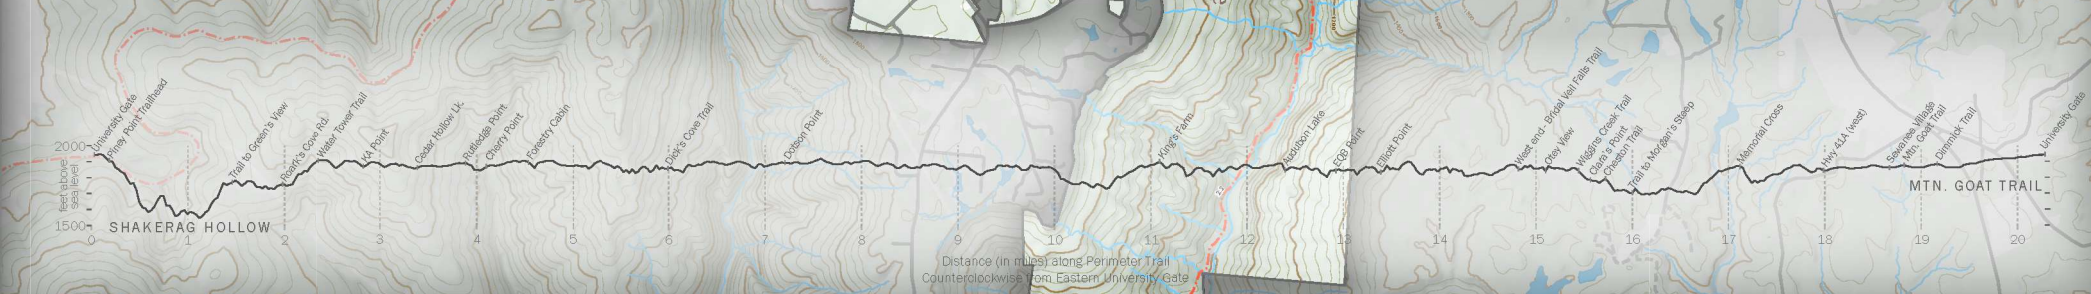 2000
1500
feet above
sea level
University Gate
Piney Point Trailhead
Trail to Green's View
Roark's Cove Rd.
Water Tower Trail
KA Point
Cedar Hollow Lk.
Rutledge Point
Cherry Point
Forestry Cabin
Dick's Cove Trail
Dotson Point
King's Farm
Audubon Lake
EQB Point
Elliott Point
West end - Bridal Veil Falls Trail
Otey View
Wiggins Creek Trail
Clara's Point
Cheston Trail
Trail to Morgan's Steep
Memorial Cross
Hwy 41A (west)
Sewanee Village
Mtn. Goat Trail
Dimmick Trail
University Gate
SHAKERAG HOLLOW
MTN. GOAT TRAIL
0 1 2 3 4 5 6 7 8 9 10 11 12 13 14 15 16 17 18 19 20
Distance (in miles) along Perimeter Trail
Counterclockwise from Eastern University Gate